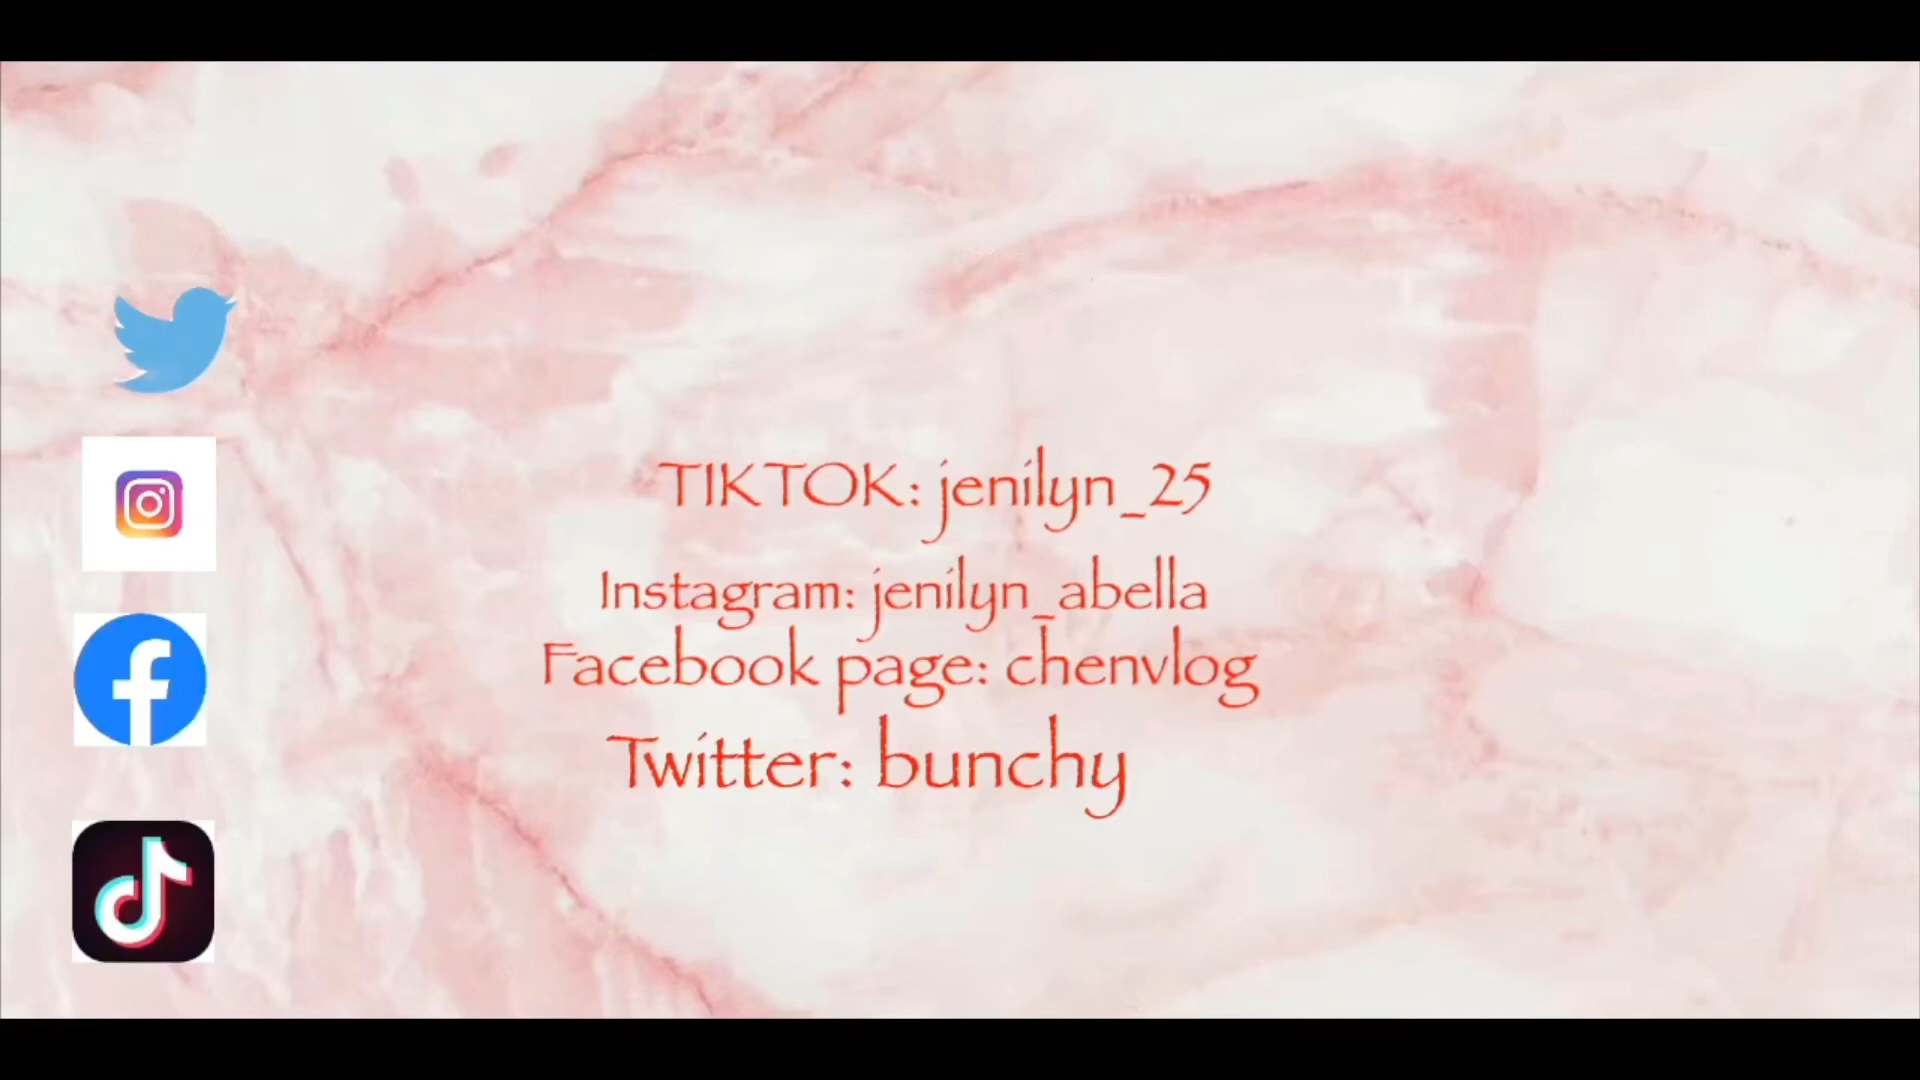 TIKTOK: jenilyn_25
Instagram: jenilyn_abella
Facebook page: chenvlog
Twitter: bunchy